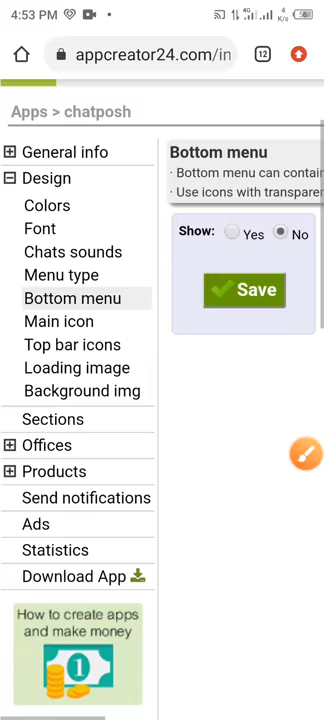 4:53 PM
4G
4
K/s
56
appcreator24.com/in
12
Apps > chatposh
General info
Design
Colors
Font
Chats sounds
Menu type
Bottom menu
Main icon
Top bar icons
Loading image
Background img
Sections
Offices
Products
Send notifications
Ads
Statistics
Download App
How to create apps
and make money
1
Bottom menu
· Bottom menu can contain
· Use icons with transparen
Show: Yes No
Save